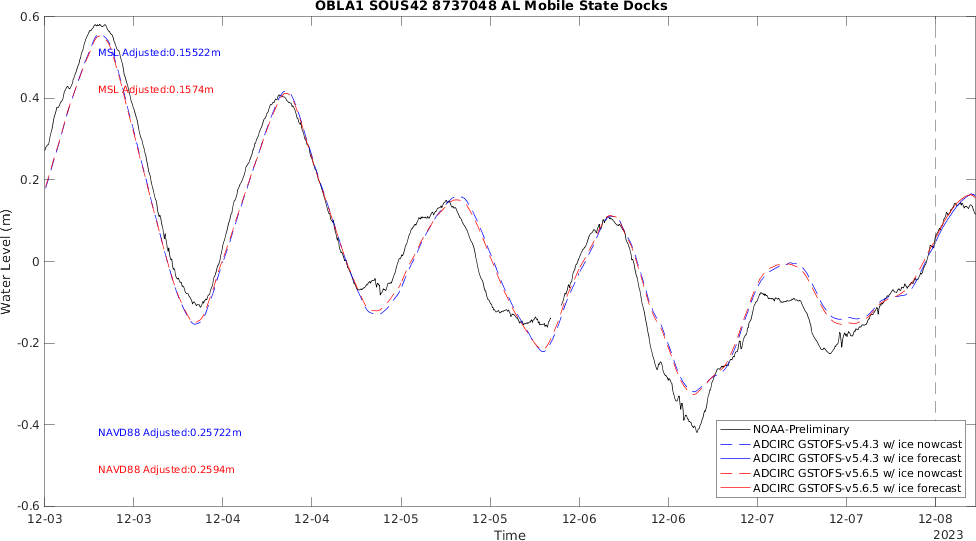 OBLA1 SOUS42 8737048 AL Mobile State Docks
0.6
MSL Adjusted:0.15522m
MSL Adjusted:0.1574m
0.4
0.2
0
-0.2
-0.4
-0.6
Water Level (m)
NAVD88 Adjusted:0.25722m
NAVD88 Adjusted:0.2594m
NOAA-Preliminary
ADCIRC GSTOFS-v5.4.3 w/ ice nowcast
ADCIRC GSTOFS-v5.4.3 w/ ice forecast
ADCIRC GSTOFS-v5.6.5 w/ ice nowcast
ADCIRC GSTOFS-v5.6.5 w/ ice forecast
12-03 12-03 12-04 12-04 12-05 12-05 12-06 12-06 12-07 12-07 12-08
Time 2023